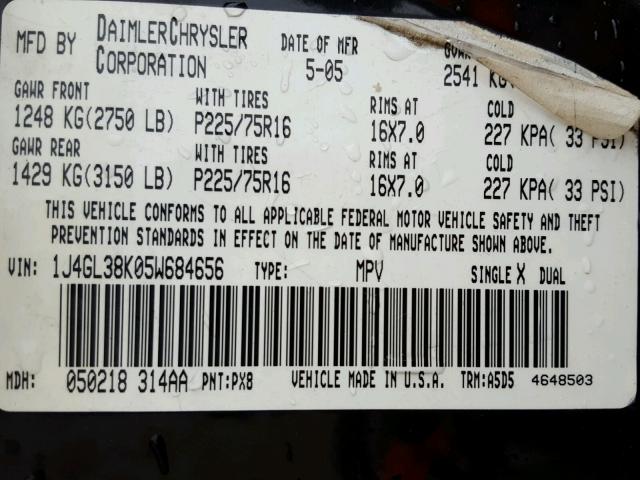 MFD BY DAIMLERCHRYSLER CORPORATION
DATE OF MFR 5-05
GVWR 2541 KG(
GAWR FRONT WITH TIRES RIMS AT COLD
1248 KG(2750 LB) P225/75R16 16X7.0 227 KPA( 33 PSI)
GAWR REAR WITH TIRES RIMS AT COLD
1429 KG(3150 LB) P225/75R16 16X7.0 227 KPA( 33 PSI)
THIS VEHICLE CONFORMS TO ALL APPLICABLE FEDERAL MOTOR VEHICLE SAFETY AND THEFT
PREVENTION STANDARDS IN EFFECT ON THE DATE OF MANUFACTURE SHOWN ABOVE.
VIN: 1J4GL38K05W684656 TYPE: MPV SINGLE X DUAL
MDH: 050218 314AA PNT:PX8 VEHICLE MADE IN U.S.A. TRM:A5D5 4648503